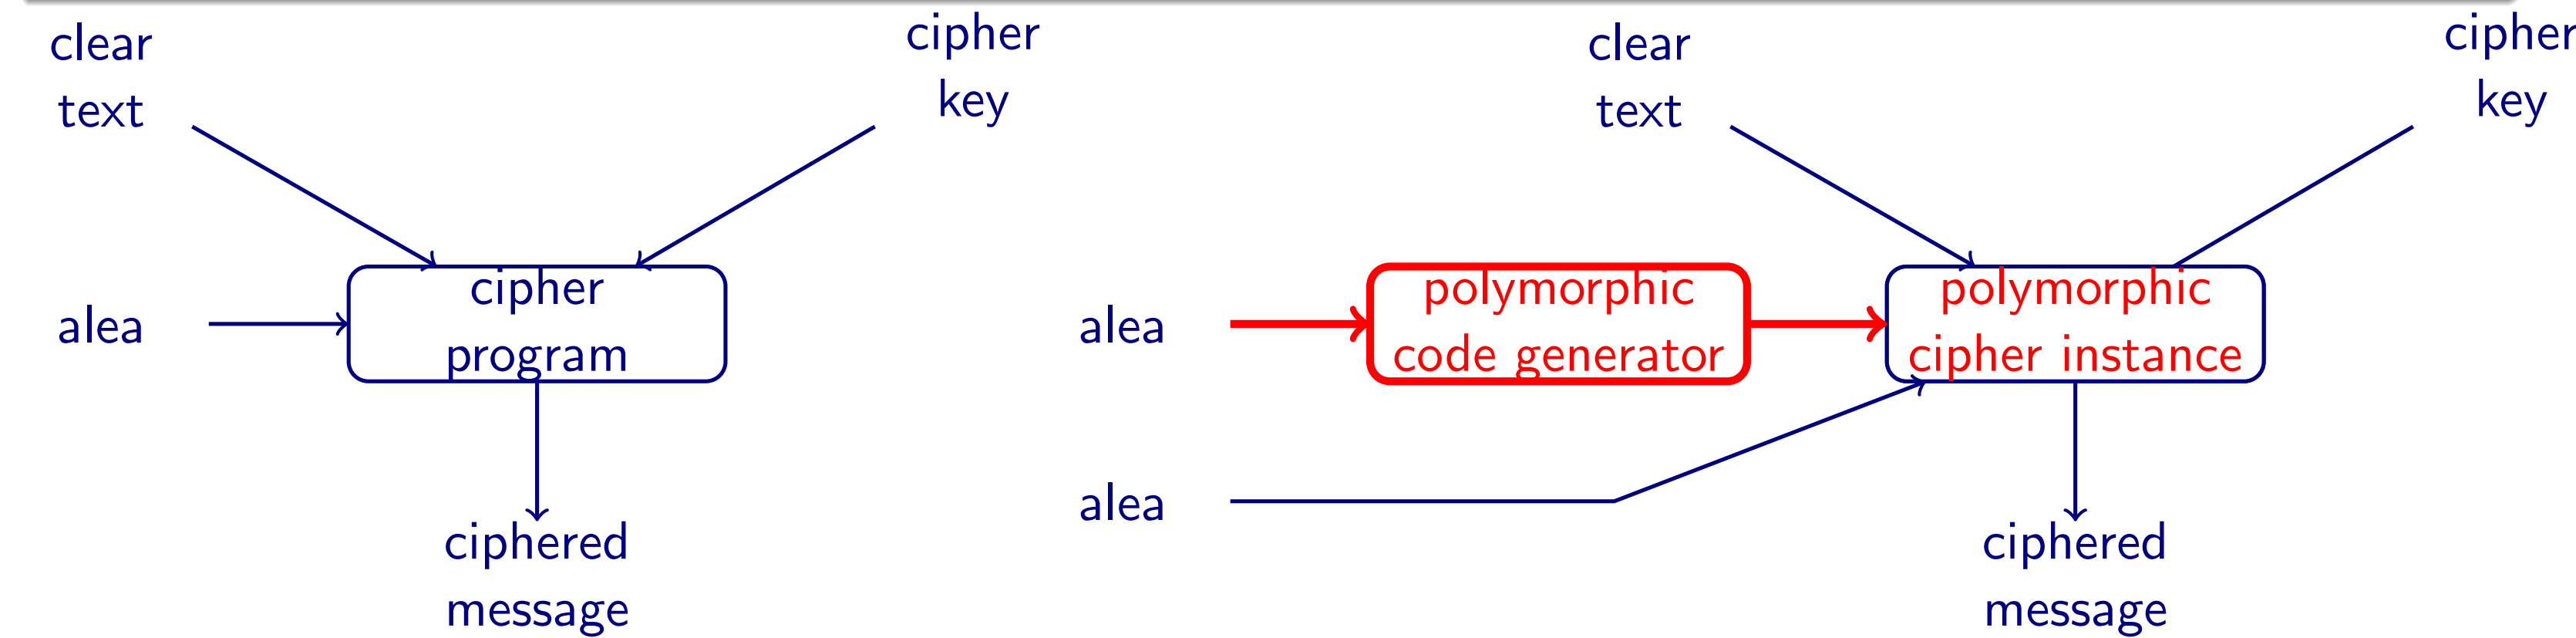 clear
text
cipher
key
alea
cipher
program
ciphered
message
clear
text
cipher
key
alea
polymorphic
code generator
polymorphic
cipher instance
alea
ciphered
message